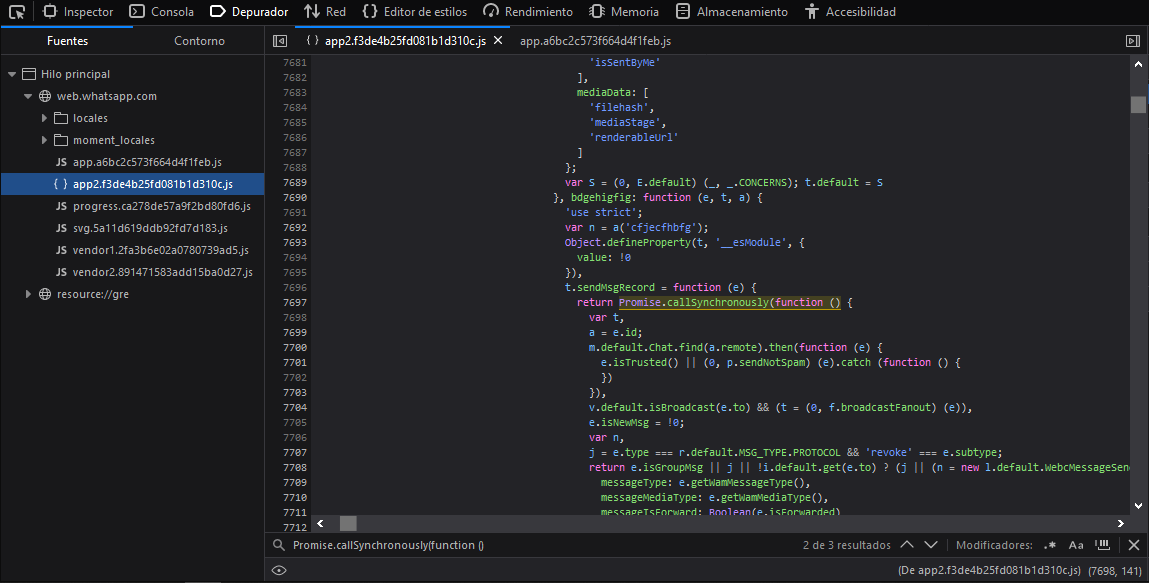 Inspector Consola Depurador Red Editor de estilos Rendimiento Memoria Almacenamiento Accesibilidad
Fuentes Contorno
app2.f3de4b25fd081b1d310c.js app.a6bc2c573f664d4f1feb.js
Hilo principal
web.whatsapp.com
locales
moment_locales
JS app.a6bc2c573f664d4f1feb.js
{ } app2.f3de4b25fd081b1d310c.js
JS progress.ca278de57a9f2bd80fd6.js
JS svg.5a11d619ddb92fd7d183.js
JS vendor1.2fa3b6e02a0780739ad5.js
JS vendor2.891471583add15ba0d27.js
resource://gre
7681 'isSentByMe'
7682 ],
7683 mediaData: [
7684 'filehash',
7685 'mediaStage',
7686 'renderableUrl'
7687 ]
7688 };
7689 var S = (0, E.default) (_, _.CONCERNS); t.default = S
7690 }, bdgehigfig: function (e, t, a) {
7691 'use strict';
7692 var n = a('cfjecfhbfg');
7693 Object.defineProperty(t, '__esModule', {
7694 value: !0
7695 }),
7696 t.sendMsgRecord = function (e) {
7697 return Promise.callSynchronously(function () {
7698 var t,
7699 a = e.id;
7700 m.default.Chat.find(a.remote).then(function (e) {
7701 e.isTrusted() || (0, p.sendNotSpam) (e).catch (function () {
7702 })
7703 }),
7704 v.default.isBroadcast(e.to) && (t = (0, f.broadcastFanout) (e)),
7705 e.isNewMsg = !0;
7706 var n,
7707 j = e.type === r.default.MSG_TYPE.PROTOCOL && 'revoke' === e.subtype;
7708 return e.isGroupMsg || j || !i.default.get(e.to) ? (j || (n = new l.default.WebcMessageSen
7709 messageType: e.getWamMessageType(),
7710 messageMediaType: e.getWamMediaType(),
7711 messageIsForward: Boolean(e.isForwarded)
7712
Promise.callSynchronously(function () 2 de 3 resultados Modificadores: .* Aa
(De app2.f3de4b25fd081b1d310c.js) (7698, 141)